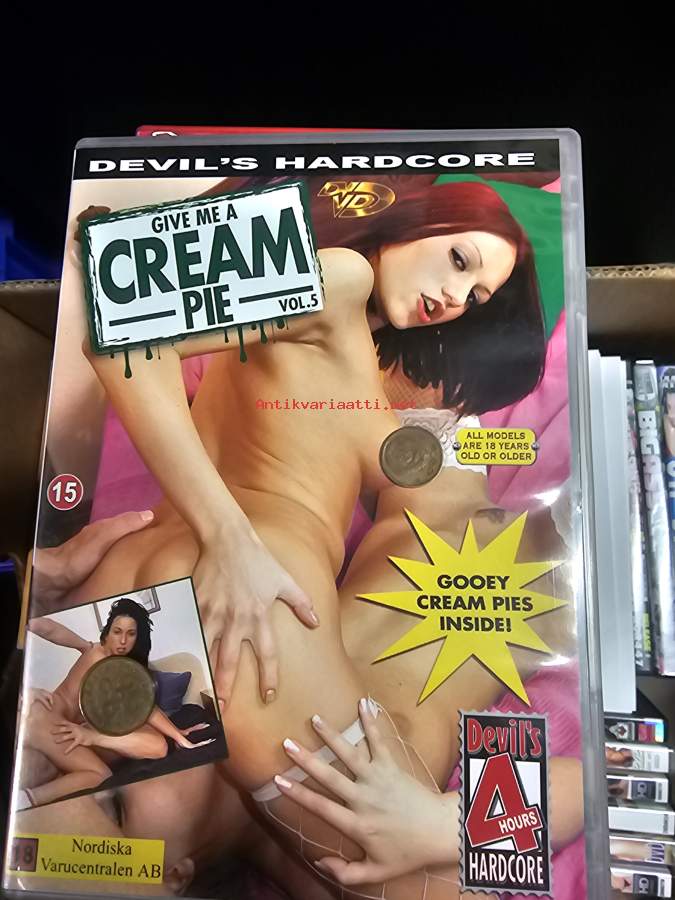 DEVIL'S HARDCORE
DVD
GIVE ME A
CREAM
PIE
VOL.5
Antikvariaatti.net
ALL MODELS
ARE 18 YEARS
OLD OR OLDER
15
GOOEY
CREAM PIES
INSIDE!
Devil's
4
HOURS
HARDCORE
18
Nordiska
Varucentralen AB